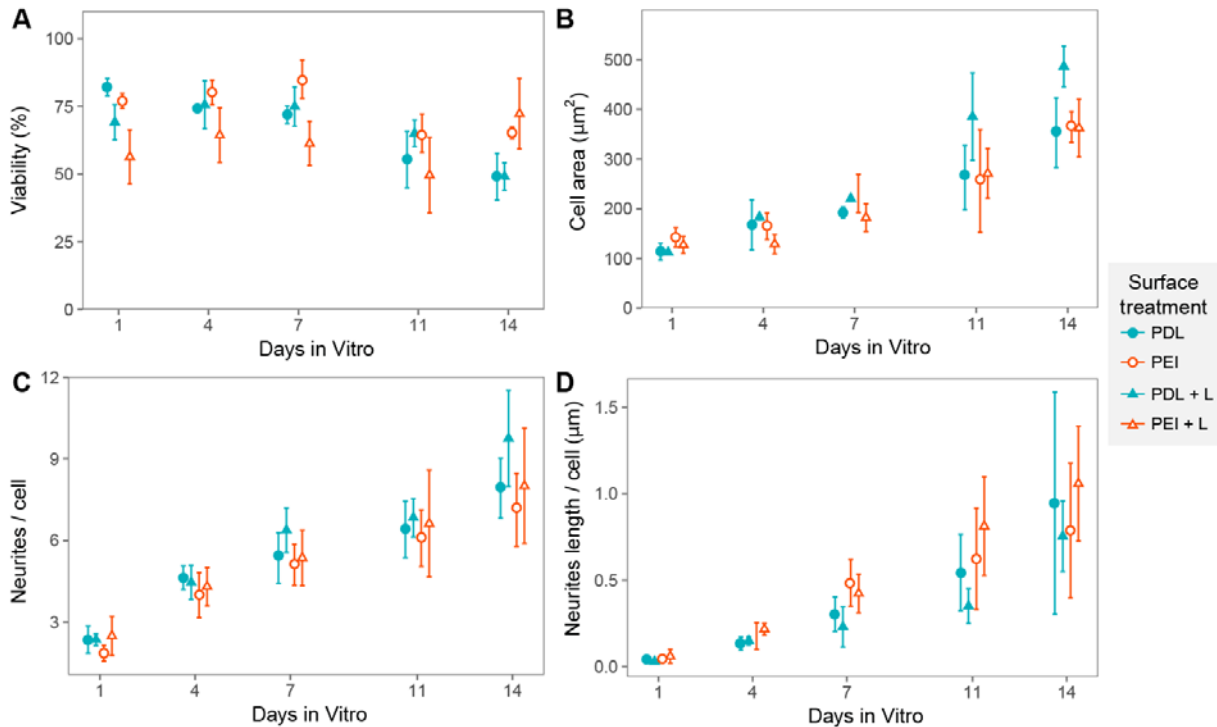 A
100
75
50
25
0
Viability (%)
1 4 7 11 14
Days in Vitro
B
500
400
300
200
100
0
Cell area (µm²)
1 4 7 11 14
Days in Vitro
C
12
9
6
3
Neurites / cell
1 4 7 11 14
Days in Vitro
D
1.5
1.0
0.5
0.0
Neurites length / cell (µm)
1 4 7 11 14
Days in Vitro
Surface
treatment
PDL
PEI
PDL + L
PEI + L